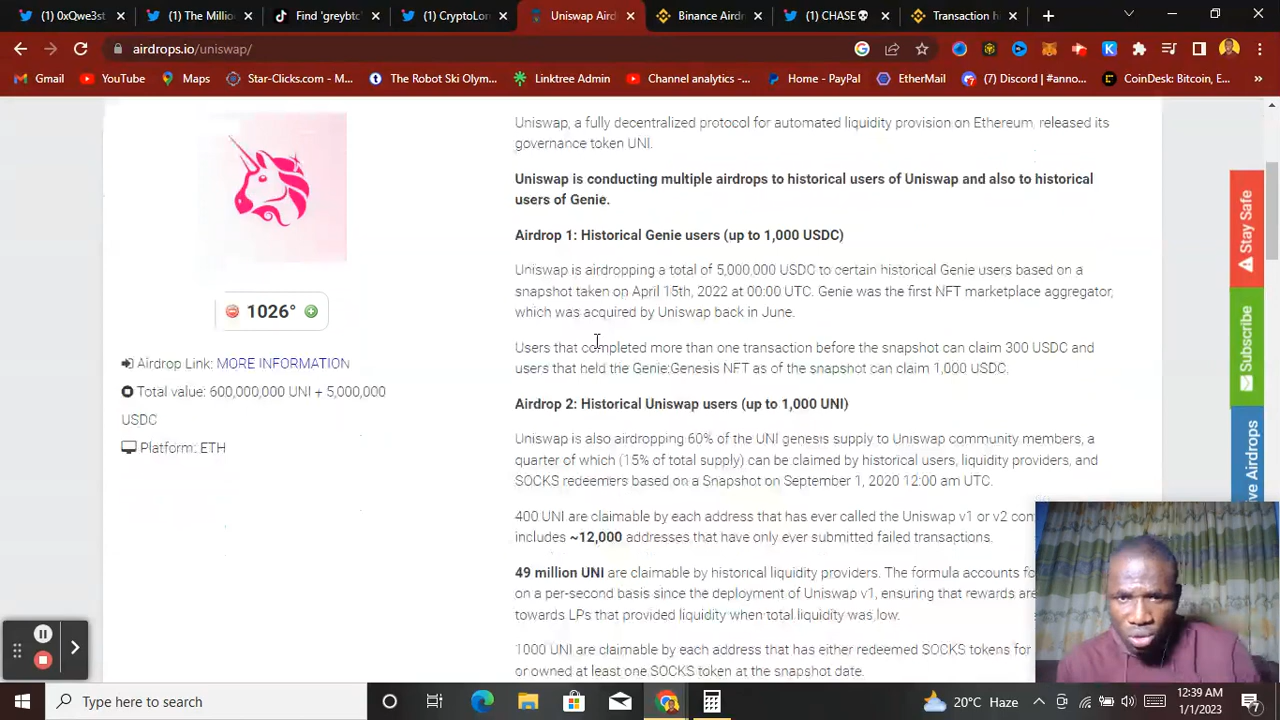 (1) 0xQwe3st
(1) The Millio
Find 'greybtc'
(1) CryptoLon
Uniswap Aird
Binance Airdr
(1) CHASE
Transaction h
airdrops.io/uniswap/
Gmail
YouTube
Maps
Star-Clicks.com - M...
The Robot Ski Olym...
Linktree Admin
Channel analytics -...
Home - PayPal
EtherMail
(7) Discord | #anno...
CoinDesk: Bitcoin, E...
Uniswap, a fully decentralized protocol for automated liquidity provision on Ethereum, released its
governance token UNI.
Uniswap is conducting multiple airdrops to historical users of Uniswap and also to historical
users of Genie.
Airdrop 1: Historical Genie users (up to 1,000 USDC)
Uniswap is airdropping a total of 5,000,000 USDC to certain historical Genie users based on a
snapshot taken on April 15th, 2022 at 00:00 UTC. Genie was the first NFT marketplace aggregator,
which was acquired by Uniswap back in June.
Users that completed more than one transaction before the snapshot can claim 300 USDC and
users that held the Genie:Genesis NFT as of the snapshot can claim 1,000 USDC.
Airdrop 2: Historical Uniswap users (up to 1,000 UNI)
Uniswap is also airdropping 60% of the UNI genesis supply to Uniswap community members, a
quarter of which (15% of total supply) can be claimed by historical users, liquidity providers, and
SOCKS redeemers based on a Snapshot on September 1, 2020 12:00 am UTC.
400 UNI are claimable by each address that has ever called the Uniswap v1 or v2 con
includes ~12,000 addresses that have only ever submitted failed transactions.
49 million UNI are claimable by historical liquidity providers. The formula accounts fo
on a per-second basis since the deployment of Uniswap v1, ensuring that rewards are
towards LPs that provided liquidity when total liquidity was low.
1000 UNI are claimable by each address that has either redeemed SOCKS tokens for
or owned at least one SOCKS token at the snapshot date.
1026°
Airdrop Link: MORE INFORMATION
Total value: 600,000,000 UNI + 5,000,000
USDC
Platform: ETH
Stay Safe
Subscribe
ve Airdrops
Type here to search
20°C Haze
12:39 AM
1/1/2023
7